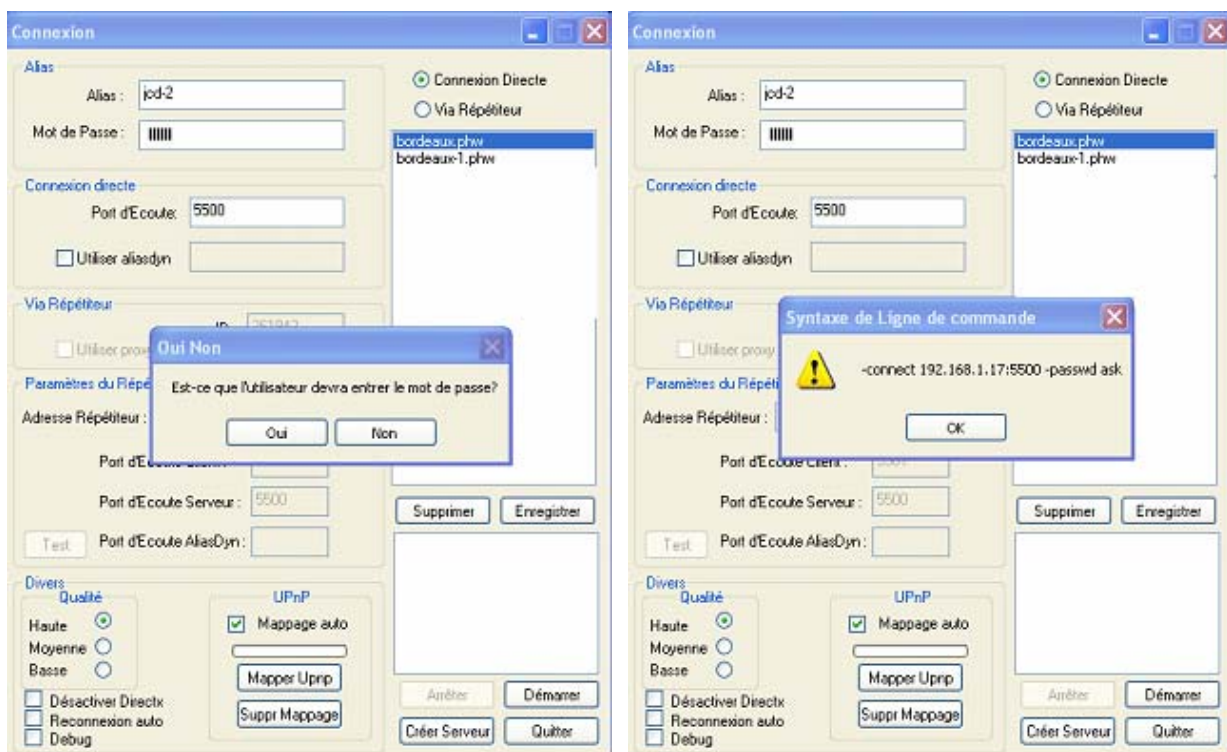 Connexion
Alias
Alias :
jcd-2
Mot de Passe :
Connexion directe
Port d'Ecoute:
5500
Utiliser aliasdyn
Via Répétiteur
Utiliser proxy
Paramètres du Répé
Adresse Répétiteur :
Port d'Ecoute Serveur :
5500
Test
Port d'Ecoute AliasDyn :
Divers
Qualité
Haute
Moyenne
Basse
Désactiver Directx
Reconnexion auto
Debug
UPnP
Mappage auto
Mapper Upnp
Suppr Mappage
Connexion Directe
Via Répétiteur
bordeaux.phw
bordeaux-1.phw
Supprimer
Enregistrer
Arrêter
Démarrer
Créer Serveur
Quitter
Oui Non
Est-ce que l'utilisateur devra entrer le mot de passe?
Oui
Non
Connexion
Alias
Alias :
jcd-2
Mot de Passe :
Connexion directe
Port d'Ecoute:
5500
Utiliser aliasdyn
Via Répétiteur
Utiliser proxy
Paramètres du Répéti
Adresse Répétiteur :
Port d'Ecoute Client :
Port d'Ecoute Serveur :
5500
Test
Port d'Ecoute AliasDyn :
Divers
Qualité
Haute
Moyenne
Basse
Désactiver Directx
Reconnexion auto
Debug
UPnP
Mappage auto
Mapper Upnp
Suppr Mappage
Connexion Directe
Via Répétiteur
bordeaux.phw
bordeaux-1.phw
Supprimer
Enregistrer
Arrêter
Démarrer
Créer Serveur
Quitter
Syntaxe de Ligne de commande
-connect 192.168.1.17:5500 -passwd ask
OK